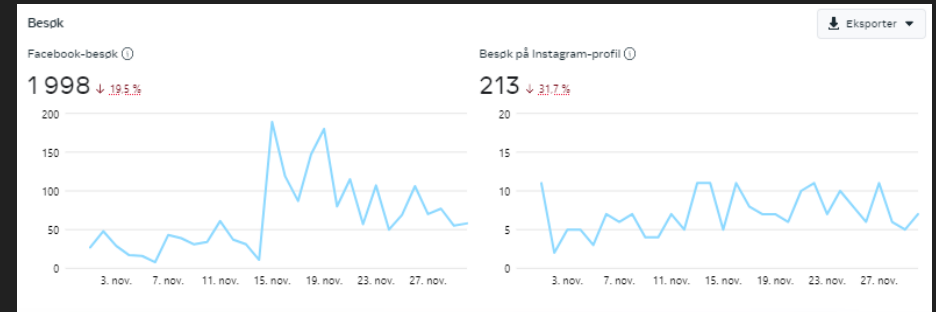 Besøk
Eksporter
Facebook-besøk
1 998 ↓ 19.5 %
200
150
100
50
0
3. nov. 7. nov. 11. nov. 15. nov. 19. nov. 23. nov. 27. nov.
Besøk på Instagram-profil
213 ↓ 31.7 %
20
15
10
5
0
3. nov. 7. nov. 11. nov. 15. nov. 19. nov. 23. nov. 27. nov.